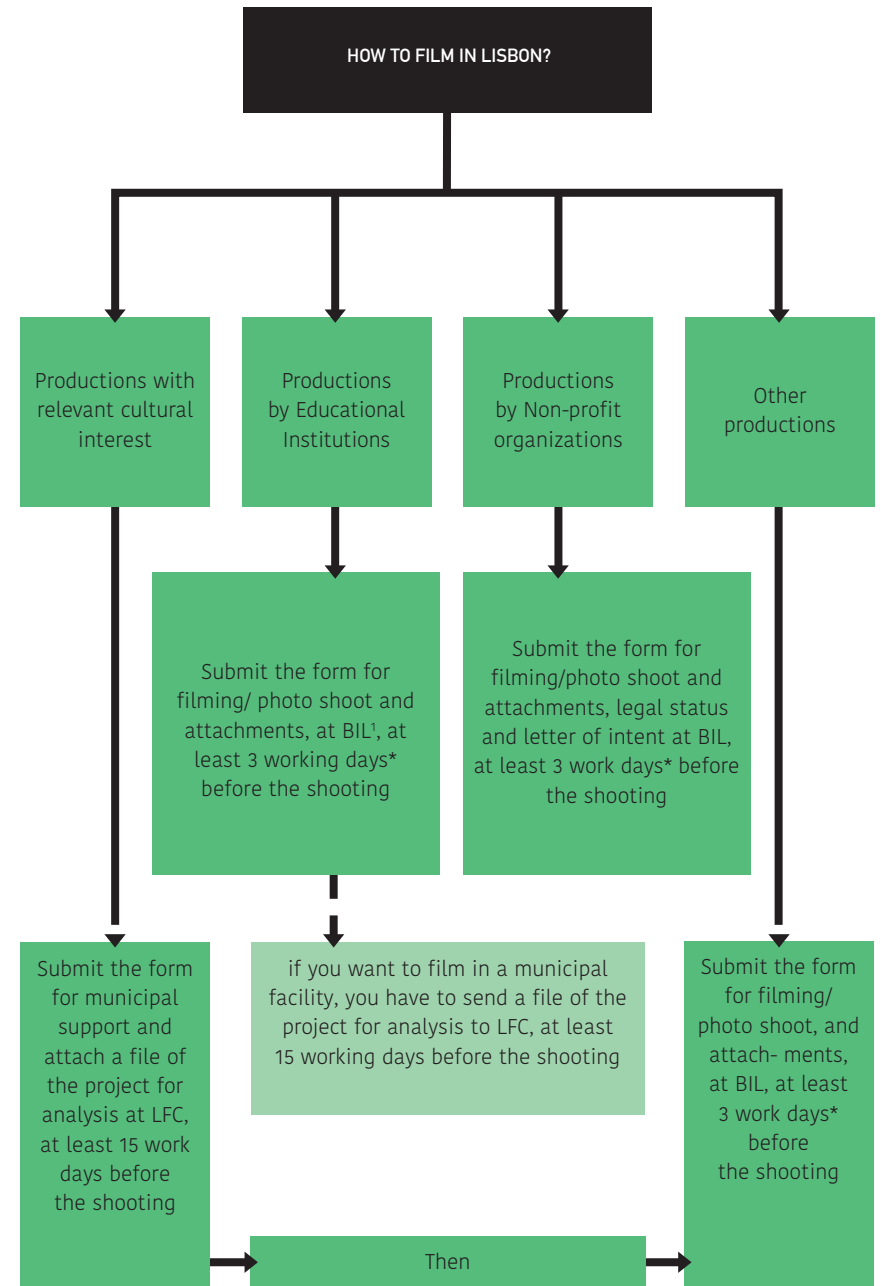 HOW TO FILM IN LISBON?
Productions with
relevant cultural
interest
Productions
by Educational
Institutions
Productions
by Non-profit
organizations
Other
productions
Submit the form for
filming/ photo shoot and
attachments, at BIL¹, at
least 3 working days*
before the shooting
Submit the form for
filming/photo shoot and
attachments, legal status
and letter of intent at BIL,
at least 3 work days* before
the shooting
Submit the form
for municipal
support and
attach a file of
the project for
analysis at LFC,
at least 15 work
days before
the shooting
if you want to film in a municipal
facility, you have to send a file of the
project for analysis to LFC, at least
15 working days before the shooting
Submit the form
for filming/
photo shoot, and
attach- ments,
at BIL, at least
3 work days*
before
the shooting
Then